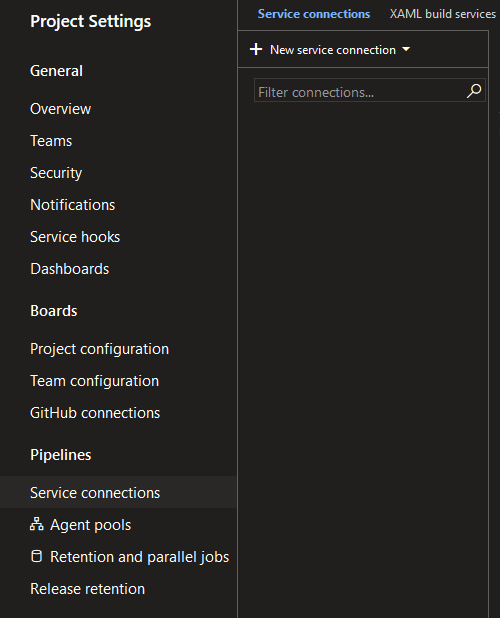 Project Settings
General
Overview
Teams
Security
Notifications
Service hooks
Dashboards
Boards
Project configuration
Team configuration
GitHub connections
Pipelines
Service connections
Agent pools
Retention and parallel jobs
Release retention
Service connections
XAML build services
+ New service connection
Filter connections...